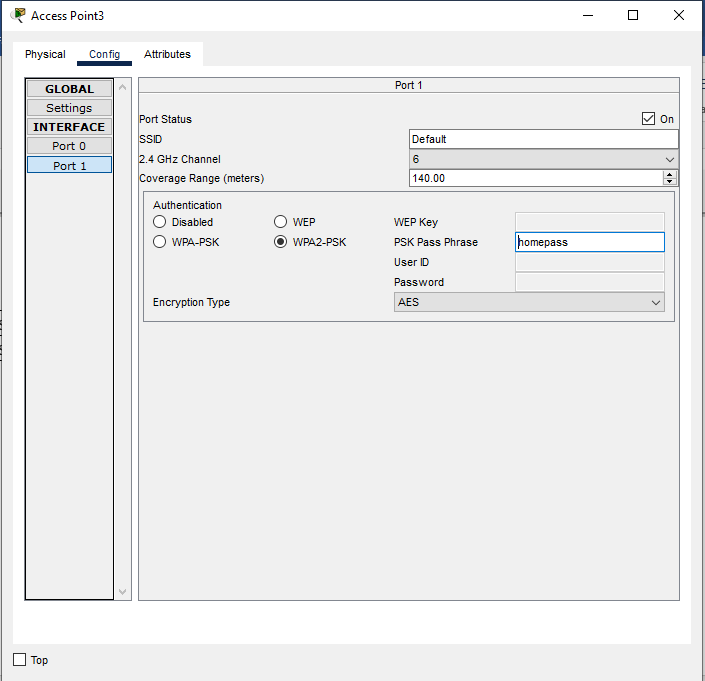 Access Point3
Physical Config Attributes
GLOBAL
Settings
INTERFACE
Port 0
Port 1
Port 1
Port Status On
SSID Default
2.4 GHz Channel 6
Coverage Range (meters) 140.00
Authentication
Disabled WEP WEP Key
WPA-PSK WPA2-PSK PSK Pass Phrase homepass
User ID
Password
Encryption Type AES
Top